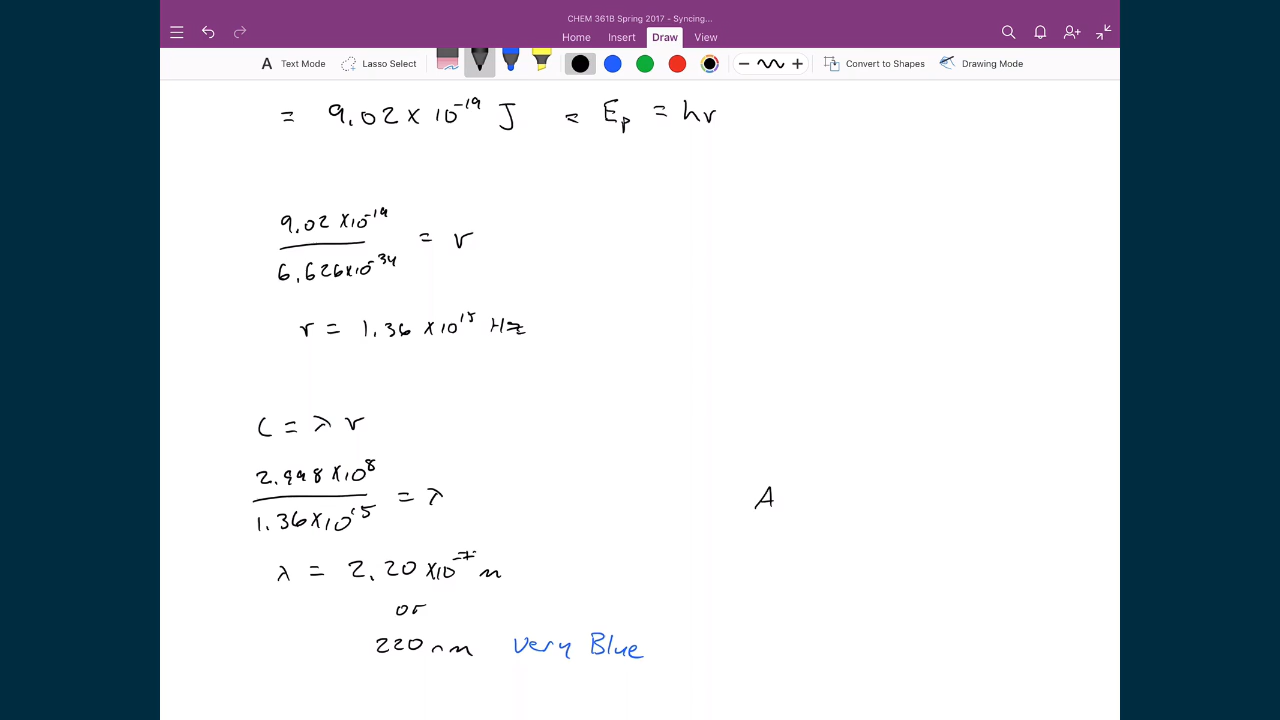 CHEM 361B Spring 2017 - Syncing...
Home Insert Draw View
A Text Mode Lasso Select Convert to Shapes Drawing Mode
= 9.02 x 10^-19 J = Ep = hν
9.02 x10^-19
6.626x10^-34
= ν
ν = 1.36 x10^15 Hz
C = λ ν
2.998 x10^8
1.36x10^15
= λ
A
λ = 2.20 x10^-7 m
or
220 nm very Blue